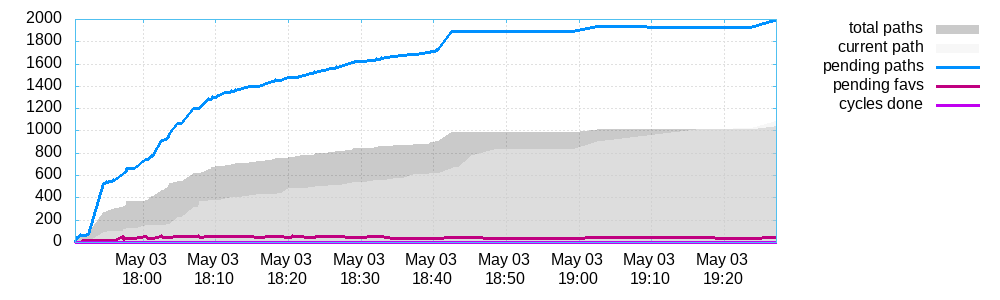 2000
1800
1600
1400
1200
1000
800
600
400
200
0
May 03 May 03 May 03 May 03 May 03 May 03 May 03 May 03 May 03
18:00 18:10 18:20 18:30 18:40 18:50 19:00 19:10 19:20
total paths
current path
pending paths
pending favs
cycles done